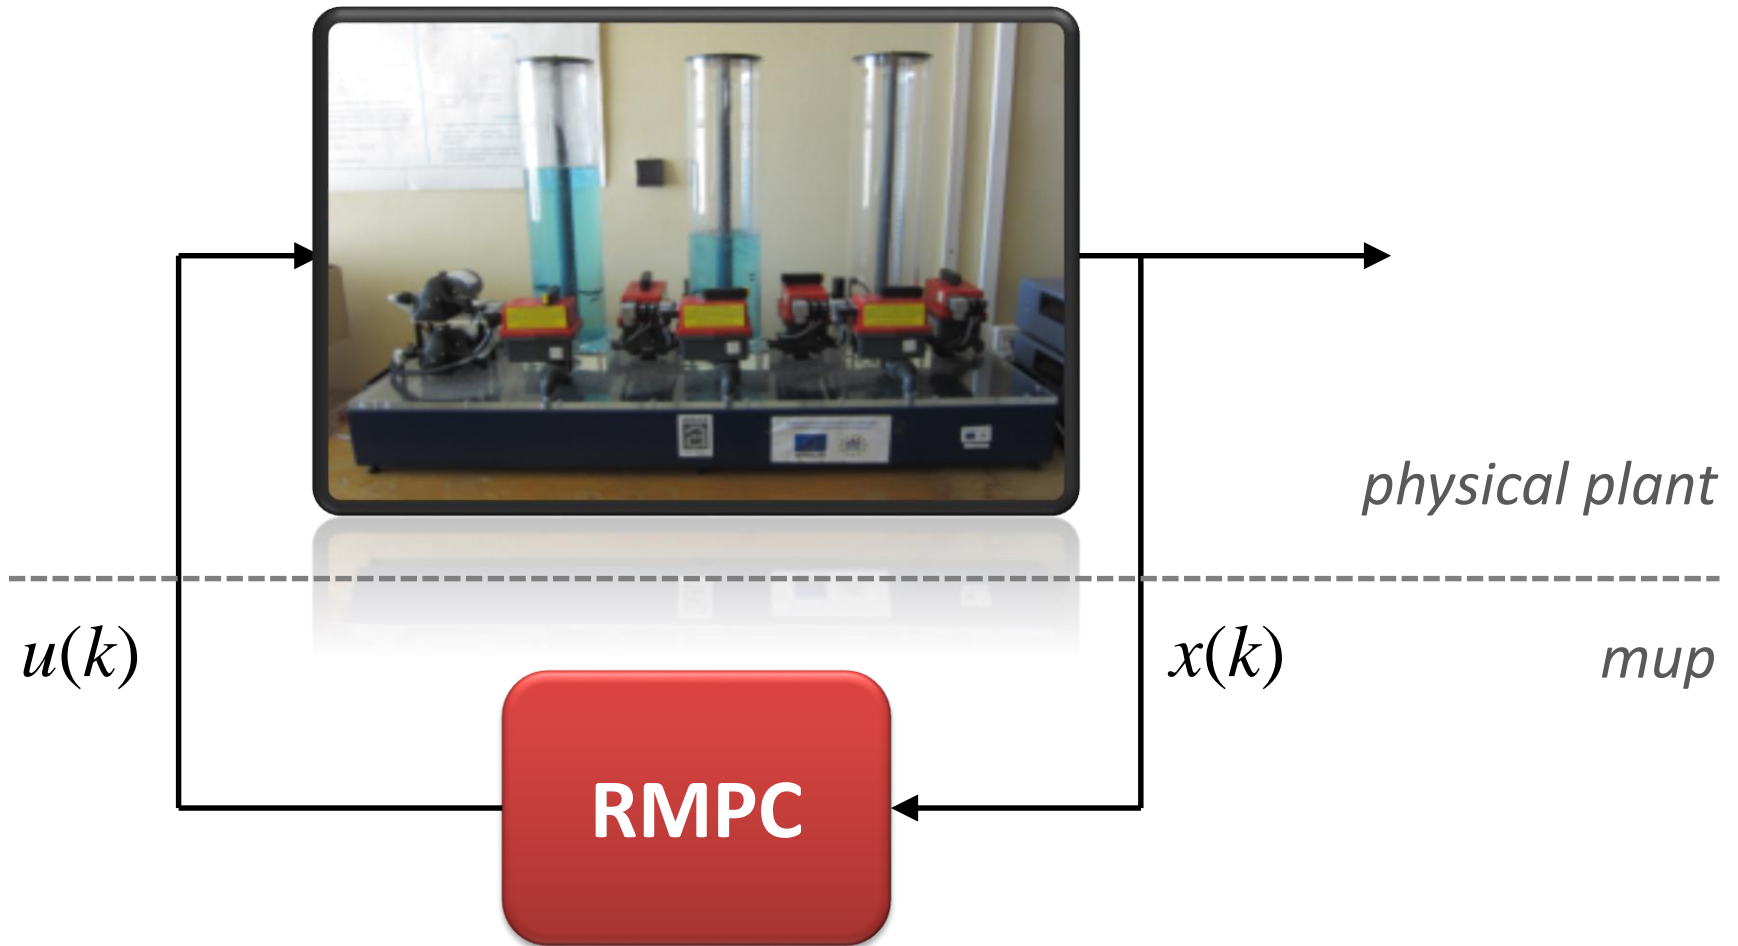 physical plant
u(k)
x(k)
mup
RMPC